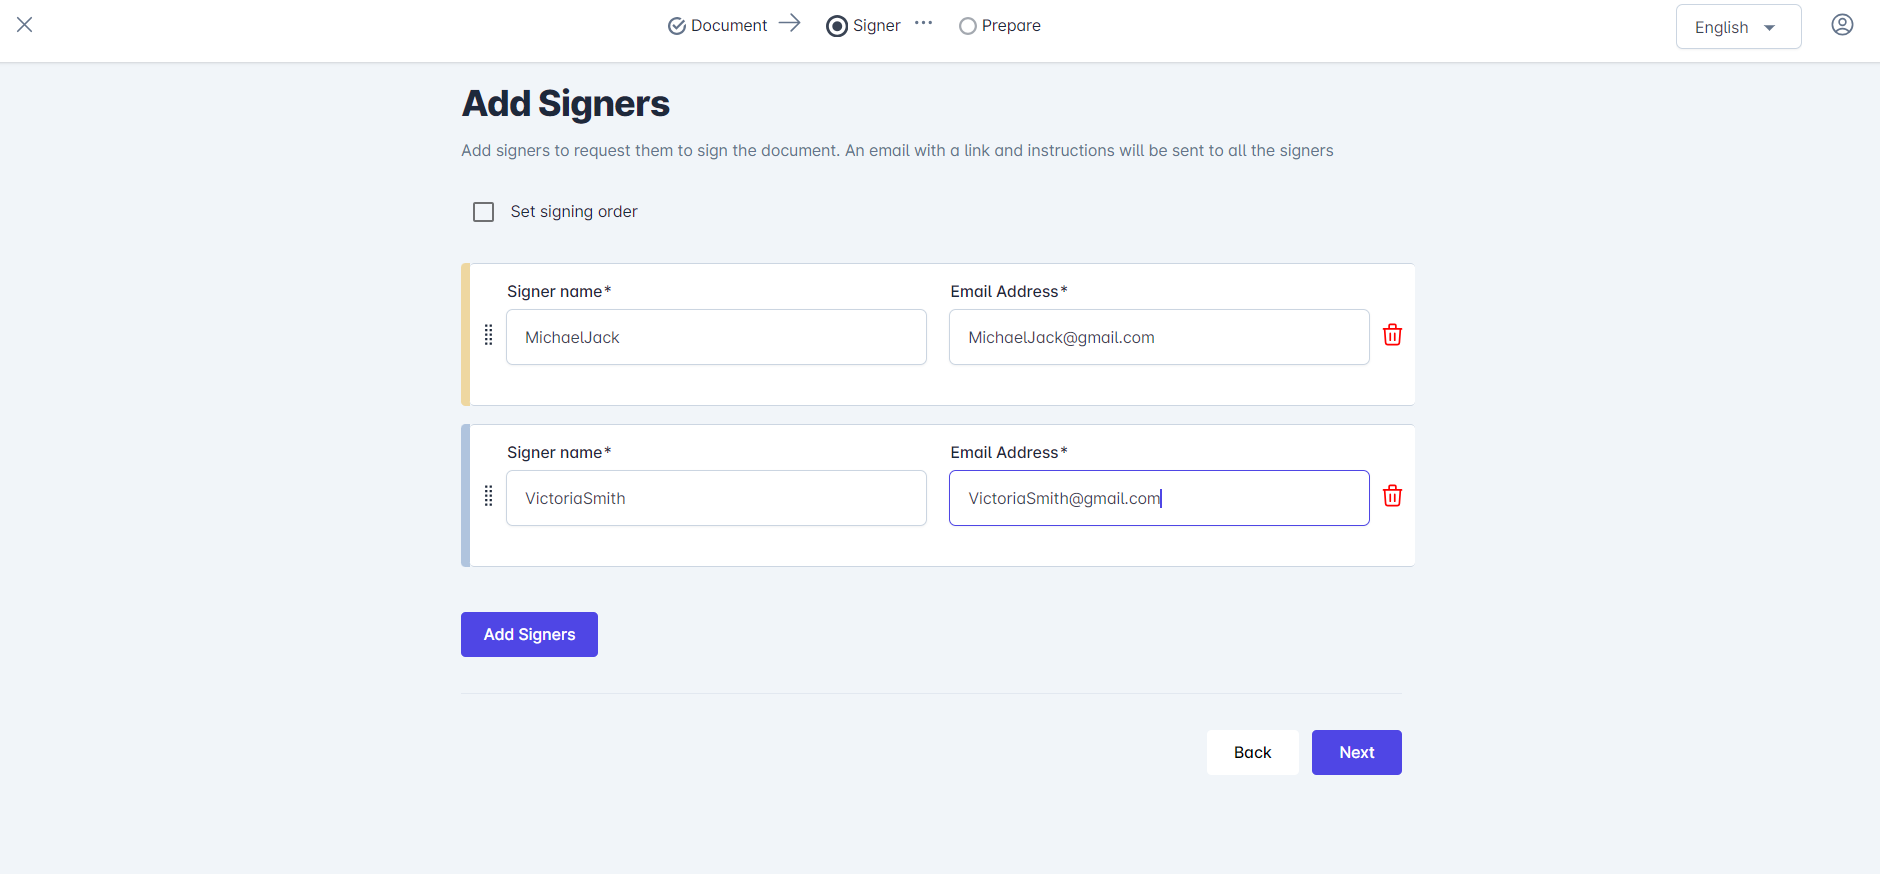 Document Signer Prepare English
Add Signers
Add signers to request them to sign the document. An email with a link and instructions will be sent to all the signers
Set signing order
Signer name* Email Address*
MichaelJack MichaelJack@gmail.com
Signer name* Email Address*
VictoriaSmith VictoriaSmith@gmail.com
Add Signers
Back Next